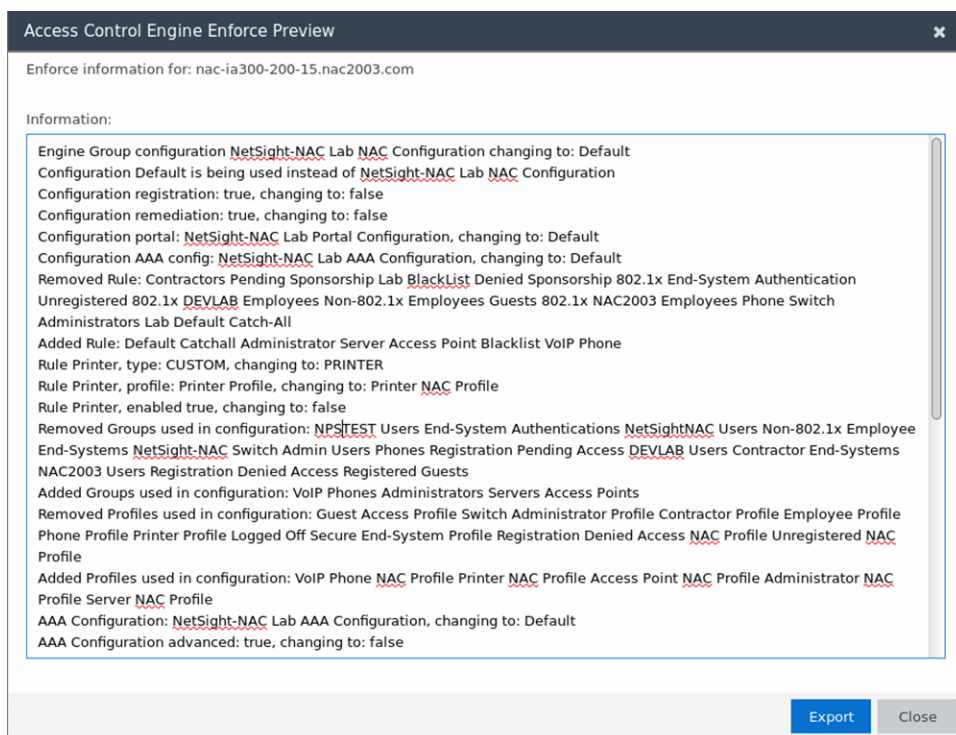 Access Control Engine Enforce Preview
Enforce information for: nac-ia300-200-15.nac2003.com
Information:
Engine Group configuration NetSight-NAC Lab NAC Configuration changing to: Default
Configuration Default is being used instead of NetSight-NAC Lab NAC Configuration
Configuration registration: true, changing to: false
Configuration remediation: true, changing to: false
Configuration portal: NetSight-NAC Lab Portal Configuration, changing to: Default
Configuration AAA config: NetSight-NAC Lab AAA Configuration, changing to: Default
Removed Rule: Contractors Pending Sponsorship Lab BlackList Denied Sponsorship 802.1x End-System Authentication
Unregistered 802.1x DEVLAB Employees Non-802.1x Employees Guests 802.1x NAC2003 Employees Phone Switch
Administrators Lab Default Catch-All
Added Rule: Default Catchall Administrator Server Access Point Blacklist VoIP Phone
Rule Printer, type: CUSTOM, changing to: PRINTER
Rule Printer, profile: Printer Profile, changing to: Printer NAC Profile
Rule Printer, enabled true, changing to: false
Removed Groups used in configuration: NPSTEST Users End-System Authentications NetSightNAC Users Non-802.1x Employee
End-Systems NetSight-NAC Switch Admin Users Phones Registration Pending Access DEVLAB Users Contractor End-Systems
NAC2003 Users Registration Denied Access Registered Guests
Added Groups used in configuration: VoIP Phones Administrators Servers Access Points
Removed Profiles used in configuration: Guest Access Profile Switch Administrator Profile Contractor Profile Employee Profile
Phone Profile Printer Profile Logged Off Secure End-System Profile Registration Denied Access NAC Profile Unregistered NAC
Profile
Added Profiles used in configuration: VoIP Phone NAC Profile Printer NAC Profile Access Point NAC Profile Administrator NAC
Profile Server NAC Profile
AAA Configuration: NetSight-NAC Lab AAA Configuration, changing to: Default
AAA Configuration advanced: true, changing to: false
Export Close